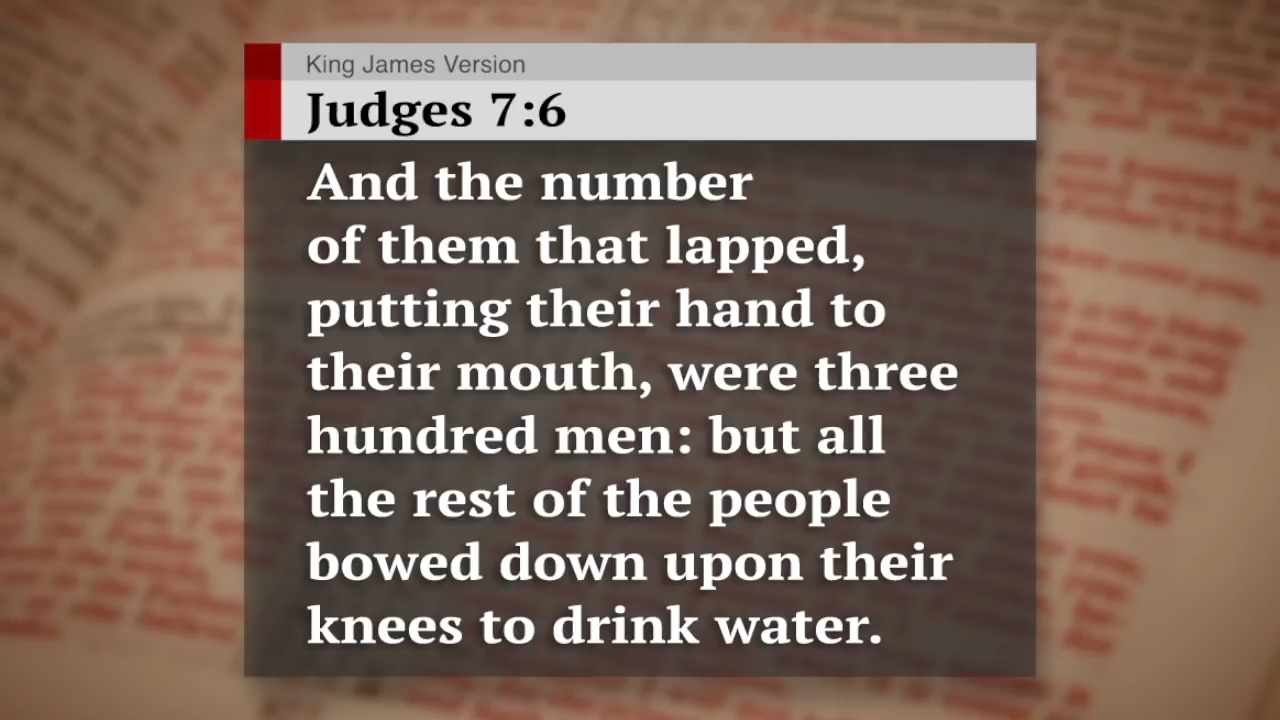 King James Version
Judges 7:6
And the number
of them that lapped,
putting their hand to
their mouth, were three
hundred men: but all
the rest of the people
bowed down upon their
knees to drink water.